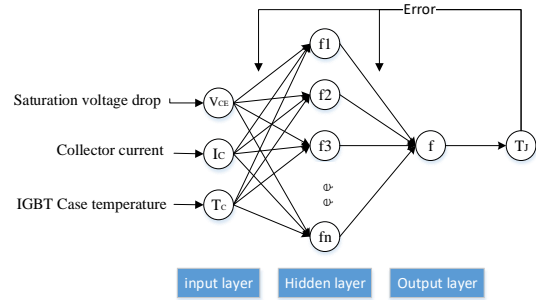 Error
f1
Saturation voltage drop
VCE
f2
Collector current
IC
f3
f
TJ
IGBT Case temperature
TC
fn
input layer
Hidden layer
Output layer